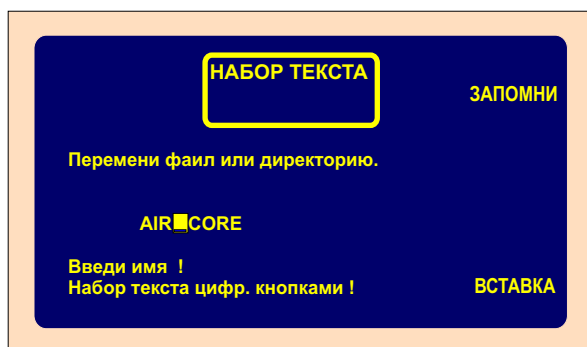 НАБОР ТЕКСТА
ЗАПОМНИ
Перемени фаил или директорию.
AIR CORE
Введи имя !
Набор текста цифр. кнопками !
ВСТАВКА